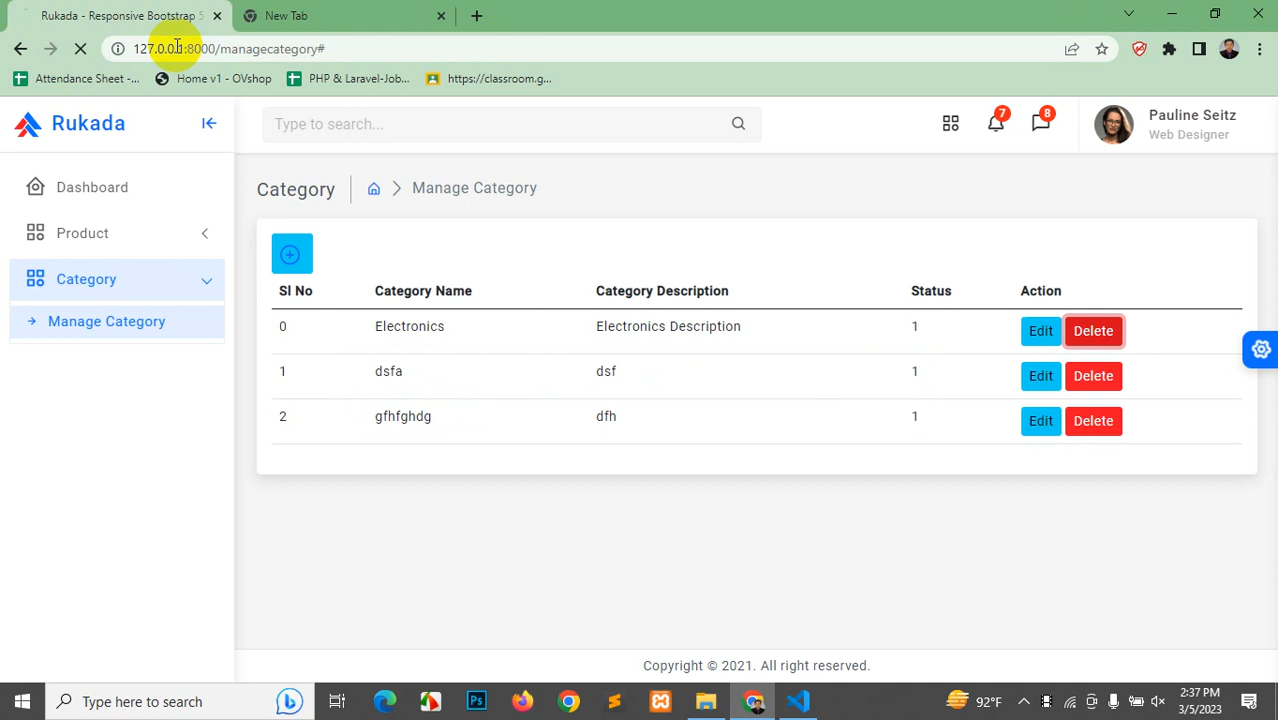 Rukada - Responsive Bootstrap 5
New Tab
127.0.0.1:8000/managecategory#
Attendance Sheet -...
Home v1 - OVshop
PHP & Laravel-Job...
https://classroom.g...
Rukada
Type to search...
7
8
Pauline Seitz
Web Designer
Dashboard
Product
Category
Manage Category
Category
Manage Category
Sl No Category Name Category Description Status Action
0 Electronics Electronics Description 1 Edit Delete
1 dsfa dsf 1 Edit Delete
2 gfhfghdg dfh 1 Edit Delete
Copyright © 2021. All right reserved.
Type here to search
Ps
92°F
2:37 PM
3/5/2023